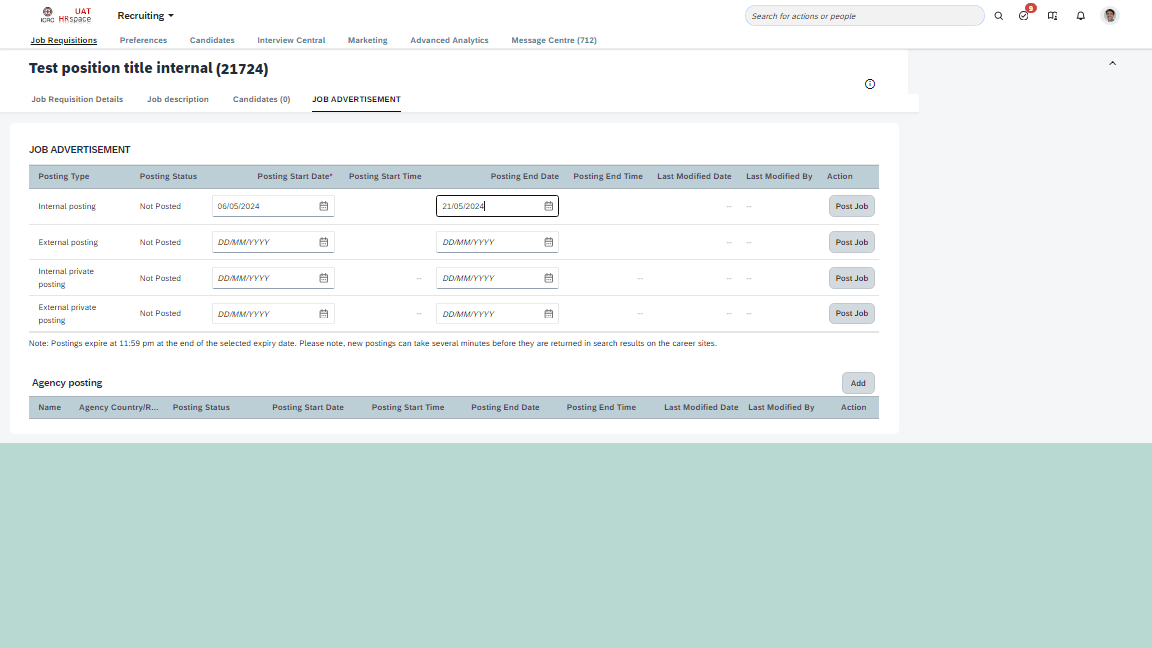 ICRC UAT HRspace Recruiting Search for actions or people 9
Job Requisitions Preferences Candidates Interview Central Marketing Advanced Analytics Message Centre (712)
Test position title internal (21724)
Job Requisition Details Job description Candidates (0) JOB ADVERTISEMENT
JOB ADVERTISEMENT
Posting Type Posting Status Posting Start Date* Posting Start Time Posting End Date Posting End Time Last Modified Date Last Modified By Action
Internal posting Not Posted 06/05/2024 21/05/2024 -- -- Post Job
External posting Not Posted DD/MM/YYYY DD/MM/YYYY -- -- Post Job
Internal private posting Not Posted DD/MM/YYYY -- DD/MM/YYYY -- -- -- Post Job
External private posting Not Posted DD/MM/YYYY -- DD/MM/YYYY -- -- -- Post Job
Note: Postings expire at 11:59 pm at the end of the selected expiry date. Please note, new postings can take several minutes before they are returned in search results on the career sites.
Agency posting Add
Name Agency Country/R... Posting Status Posting Start Date Posting Start Time Posting End Date Posting End Time Last Modified Date Last Modified By Action